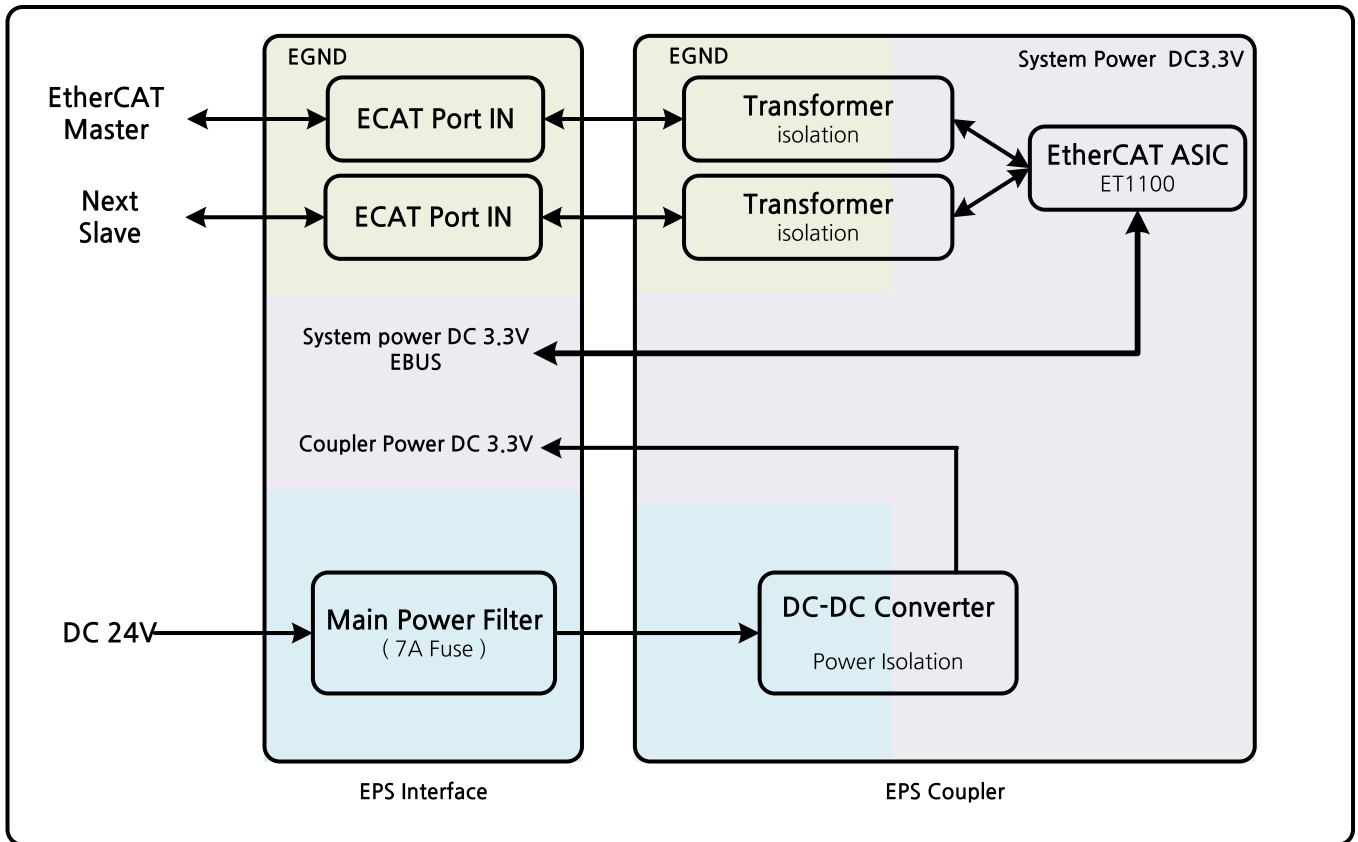 EGND
EGND
System Power DC3.3V
EtherCAT
Master
ECAT Port IN
Transformer
isolation
EtherCAT ASIC
ET1100
Next
Slave
ECAT Port IN
Transformer
isolation
System power DC 3.3V
EBUS
Coupler Power DC 3.3V
DC 24V
Main Power Filter
( 7A Fuse )
DC-DC Converter
Power Isolation
EPS Interface
EPS Coupler